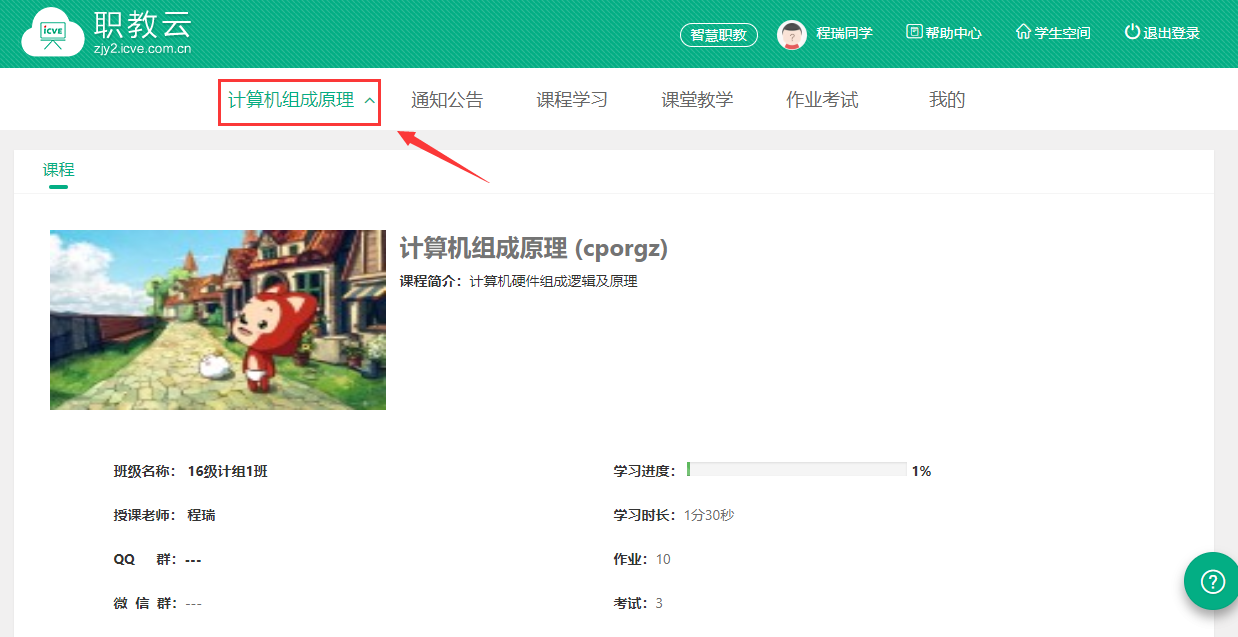 icve
职教云
zjy2.icve.com.cn
智慧职教
程瑞同学
帮助中心
学生空间
退出登录
计算机组成原理
通知公告
课程学习
课堂教学
作业考试
我的
课程
计算机组成原理 (cporgz)
课程简介：计算机硬件组成逻辑及原理
班级名称： 16级计组1班
学习进度： 1%
授课老师： 程瑞
学习时长：1分30秒
QQ 群：---
作业：10
微 信 群：---
考试：3